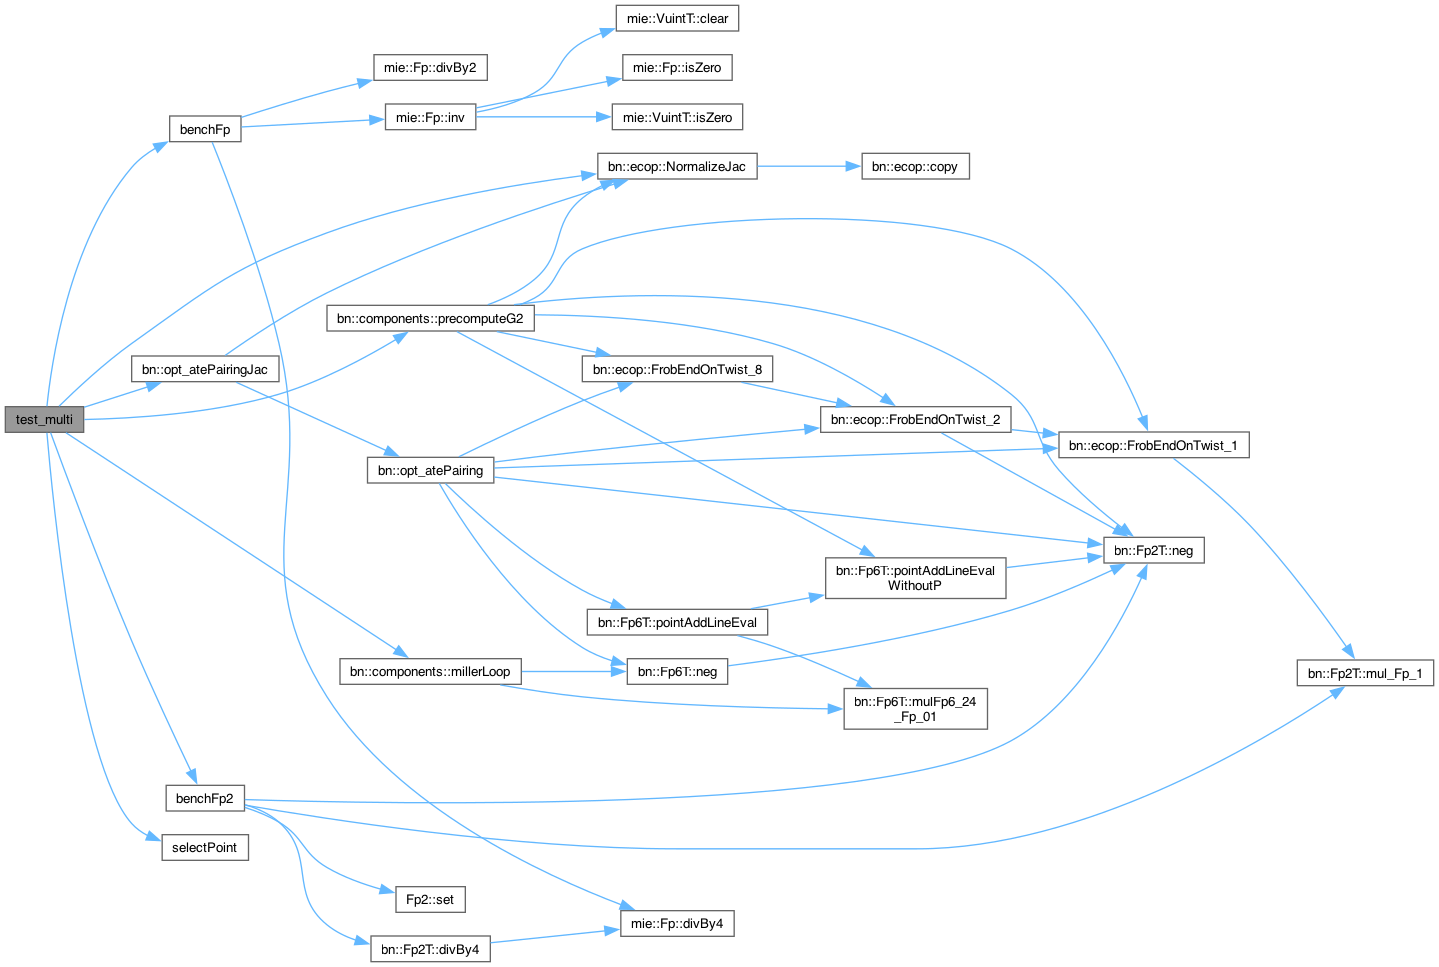 mie::VuintT::clear
mie::Fp::divBy2
mie::Fp::isZero
mie::Fp::inv
mie::VuintT::isZero
benchFp
bn::ecop::NormalizeJac
bn::ecop::copy
bn::components::precomputeG2
bn::opt_atePairingJac
bn::ecop::FrobEndOnTwist_8
test_multi
bn::ecop::FrobEndOnTwist_2
bn::ecop::FrobEndOnTwist_1
bn::opt_atePairing
bn::Fp2T::neg
bn::Fp6T::pointAddLineEval
WithoutP
bn::Fp6T::pointAddLineEval
bn::components::millerLoop
bn::Fp6T::neg
bn::Fp2T::mul_Fp_1
bn::Fp6T::mulFp6_24
_Fp_01
benchFp2
selectPoint
Fp2::set
mie::Fp::divBy4
bn::Fp2T::divBy4